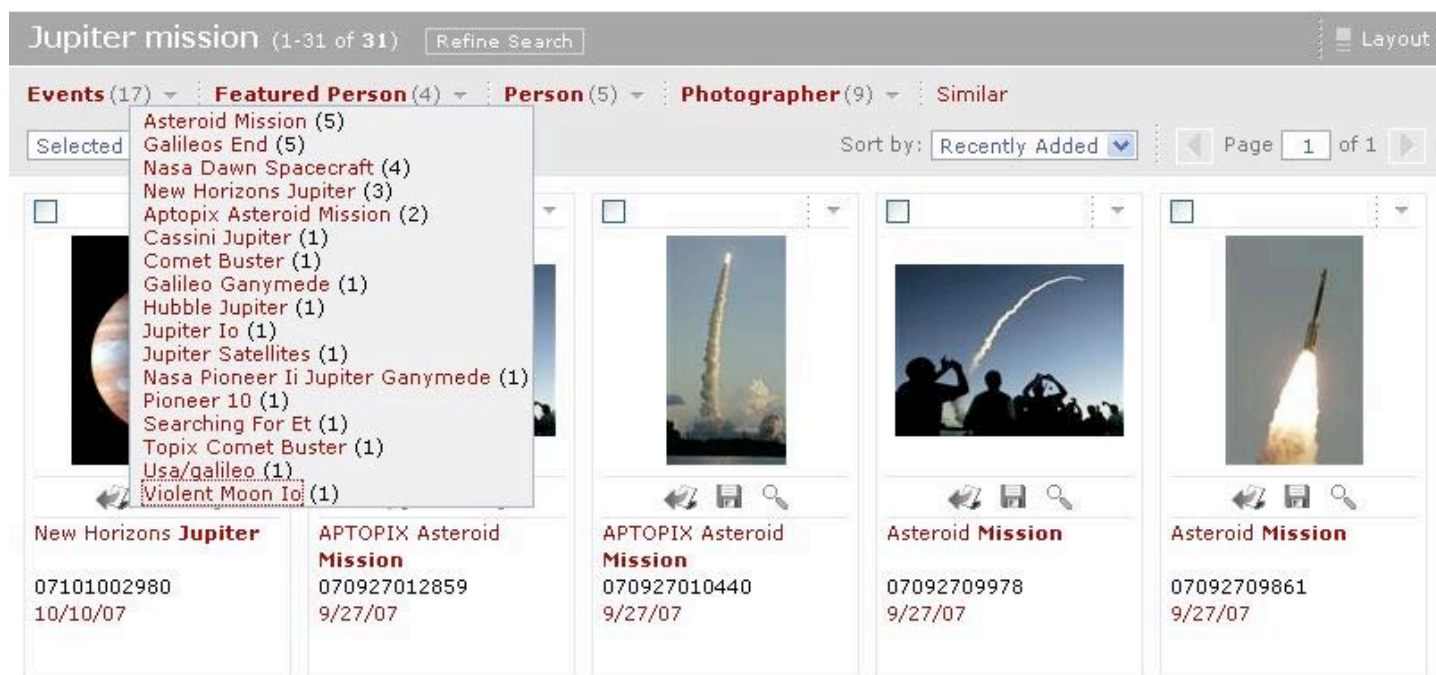 Jupiter mission (1-31 of 31) Refine Search Layout
Events (17) Featured Person (4) Person (5) Photographer (9) Similar
Selected Sort by: Recently Added Page 1 of 1
Asteroid Mission (5)
Galileos End (5)
Nasa Dawn Spacecraft (4)
New Horizons Jupiter (3)
Aptopix Asteroid Mission (2)
Cassini Jupiter (1)
Comet Buster (1)
Galileo Ganymede (1)
Hubble Jupiter (1)
Jupiter Io (1)
Jupiter Satellites (1)
Nasa Pioneer Ii Jupiter Ganymede (1)
Pioneer 10 (1)
Searching For Et (1)
Topix Comet Buster (1)
Usa/galileo (1)
Violent Moon Io (1)
New Horizons Jupiter
07101002980
10/10/07
APTOPIX Asteroid
Mission
070927012859
9/27/07
APTOPIX Asteroid
Mission
070927010440
9/27/07
Asteroid Mission
07092709978
9/27/07
Asteroid Mission
07092709861
9/27/07